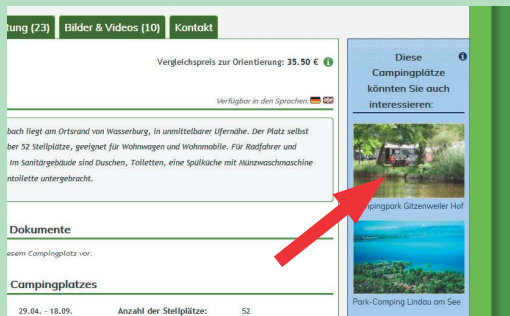 tung (23) Bilder & Videos (10) Kontakt
Vergleichspreis zur Orientierung: 35.50 €
Verfügbar in den Sprachen:
bach liegt am Ortsrand von Wasserburg, in unmittelbarer Ufernähe. Der Platz selbst
ber 52 Stellplätze, geeignet für Wohnwagen und Wohnmobile. Für Radfahrer und
Im Sanitärgebäude sind Duschen, Toiletten, eine Spülküche mit Münzwaschmaschine
ntoilette untergebracht.
Dokumente
esem Campingplatz vor.
Campingplatzes
29.04. - 18.09. Anzahl der Stellplätze: 52
Diese
Campingplätze
könnten Sie auch
interessieren:
mpingpark Gitzenweiler Hof
Park-Camping Lindau am See